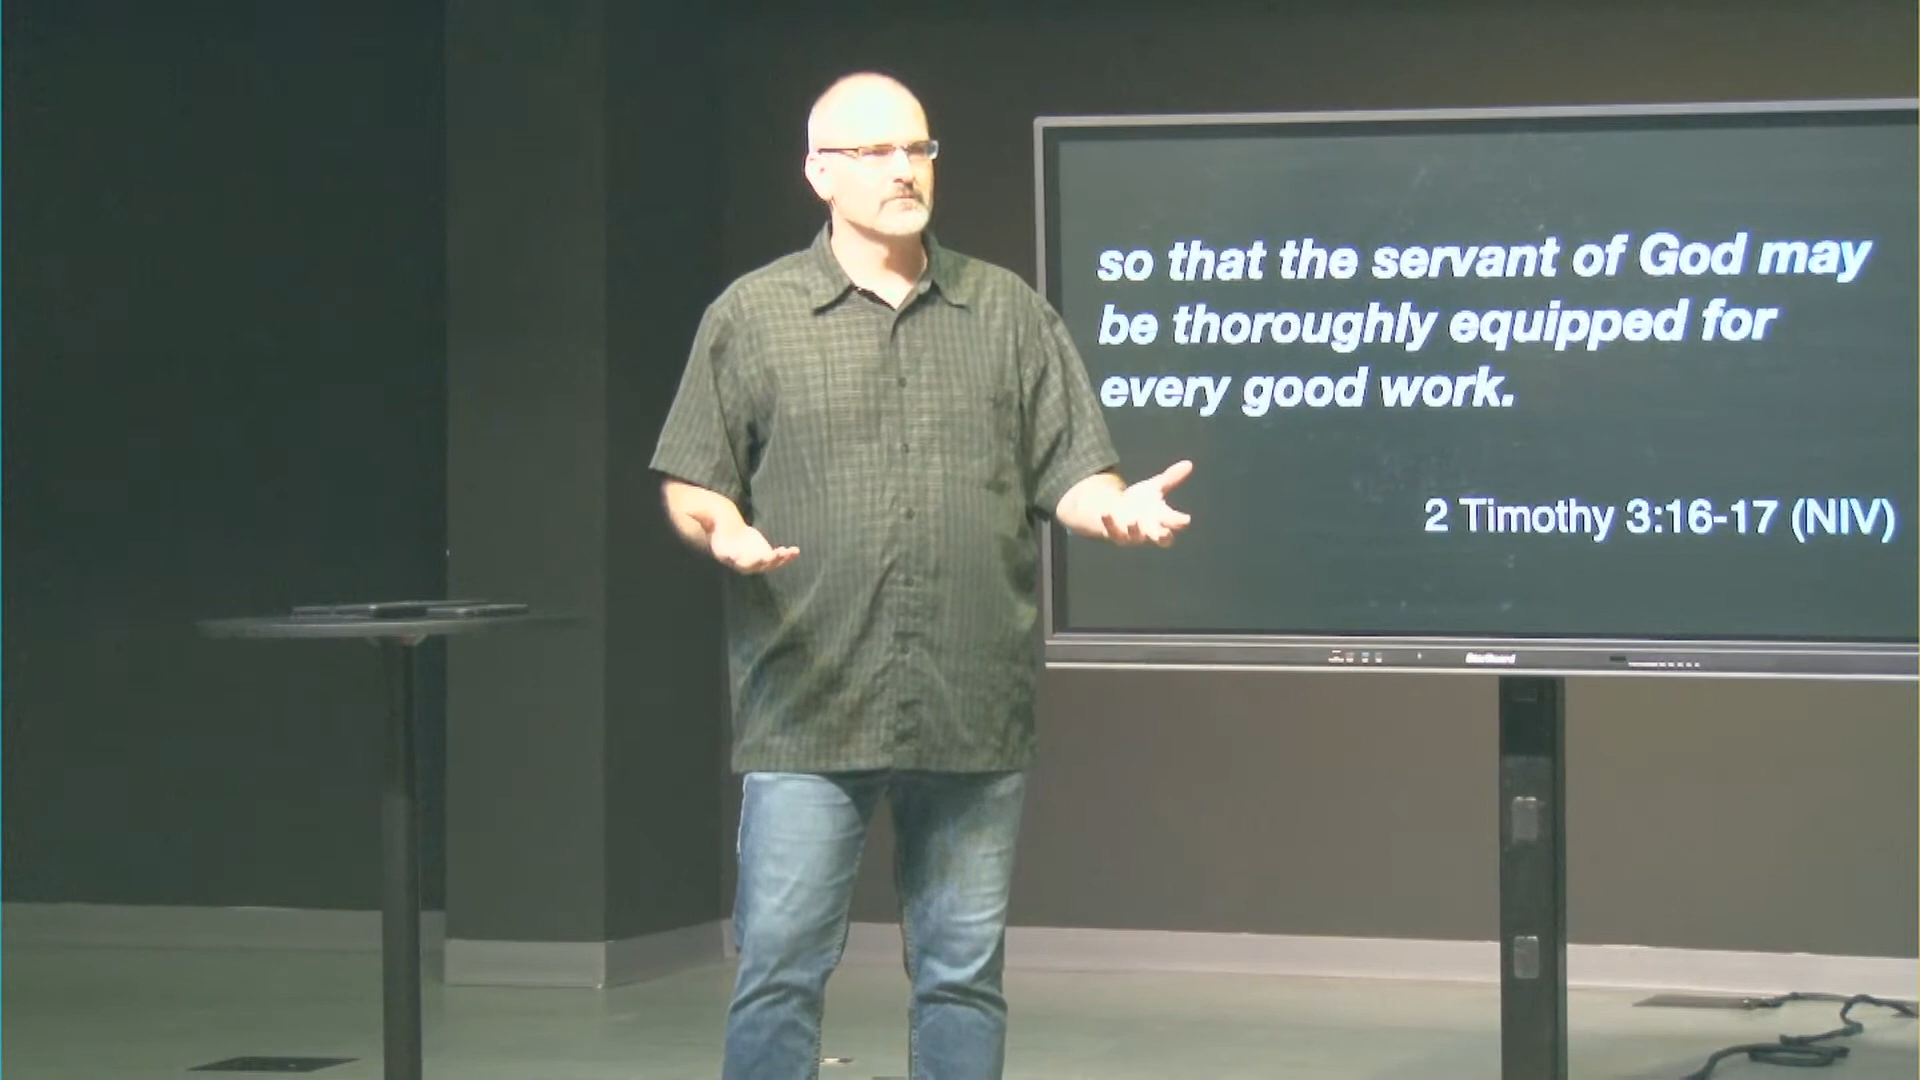 so that the servant of God may
be thoroughly equipped for
every good work.
2 Timothy 3:16-17 (NIV)